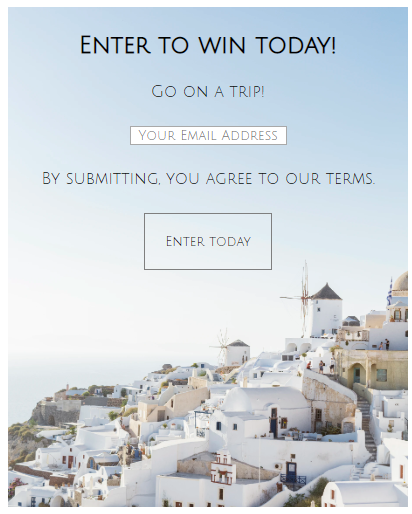 Enter to win today!
Go on a trip!
Your Email Address
By submitting, you agree to our terms.
Enter today